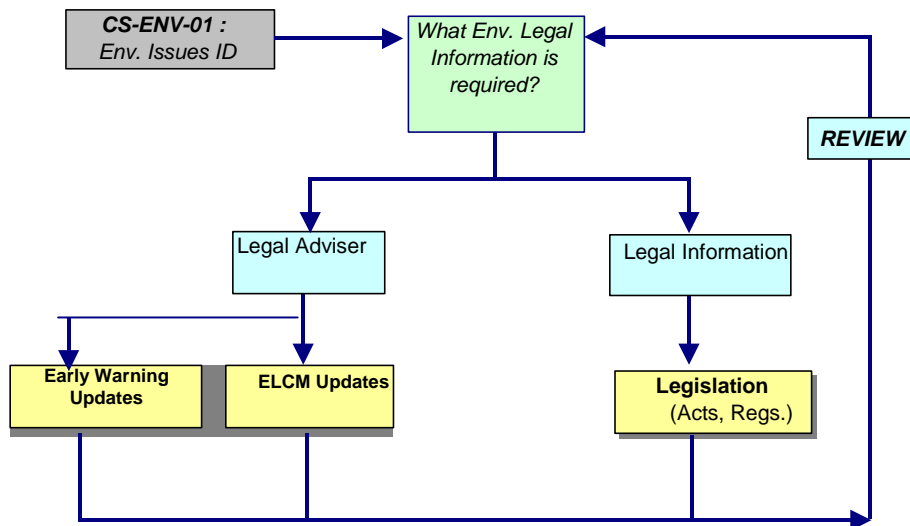 CS-ENV-01 :
Env. Issues ID
What Env. Legal
Information is
required?
REVIEW
Legal Adviser
Legal Information
Early Warning
Updates
ELCM Updates
Legislation
(Acts, Regs.)